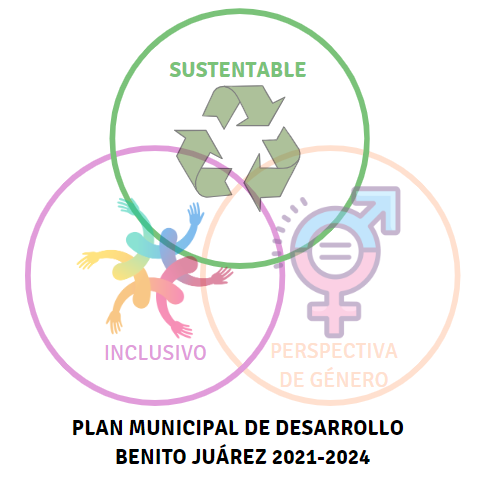 SUSTENTABLE
INCLUSIVO
PERSPECTIVA
DE GÉNERO
PLAN MUNICIPAL DE DESARROLLO
BENITO JUÁREZ 2021-2024